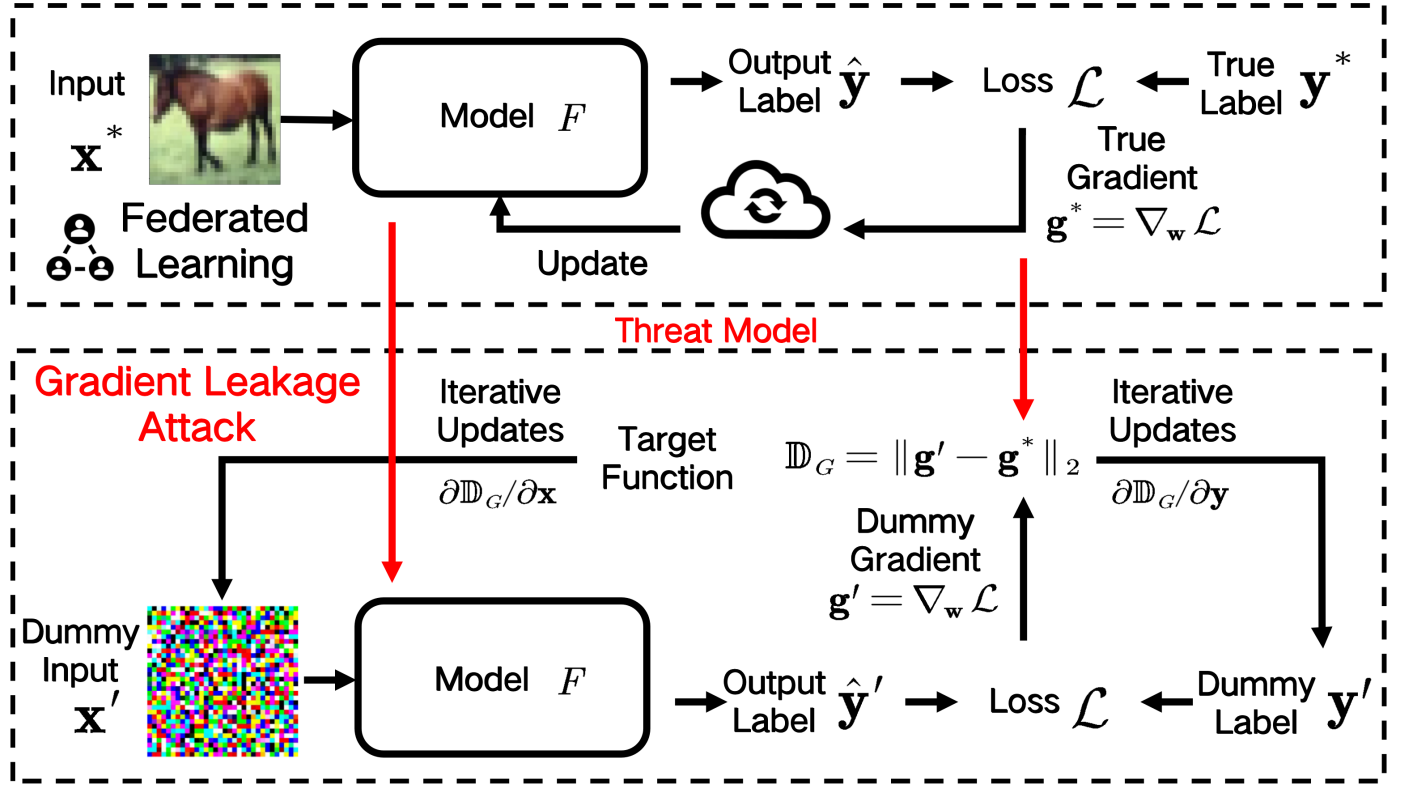 Input
x*
Model F
Output
Label ŷ
Loss ℒ
True
Label y*
True
Gradient
g* = ∇w ℒ
Federated
Learning
Update
Threat Model
Gradient Leakage
Attack
Iterative
Updates
∂𝔻G/∂x
Target
Function
𝔻G = ‖g′ − g*‖2
Iterative
Updates
∂𝔻G/∂y
Dummy
Gradient
g′ = ∇w ℒ
Dummy
Input
x′
Model F
Output
Label ŷ′
Loss ℒ
Dummy
Label y′